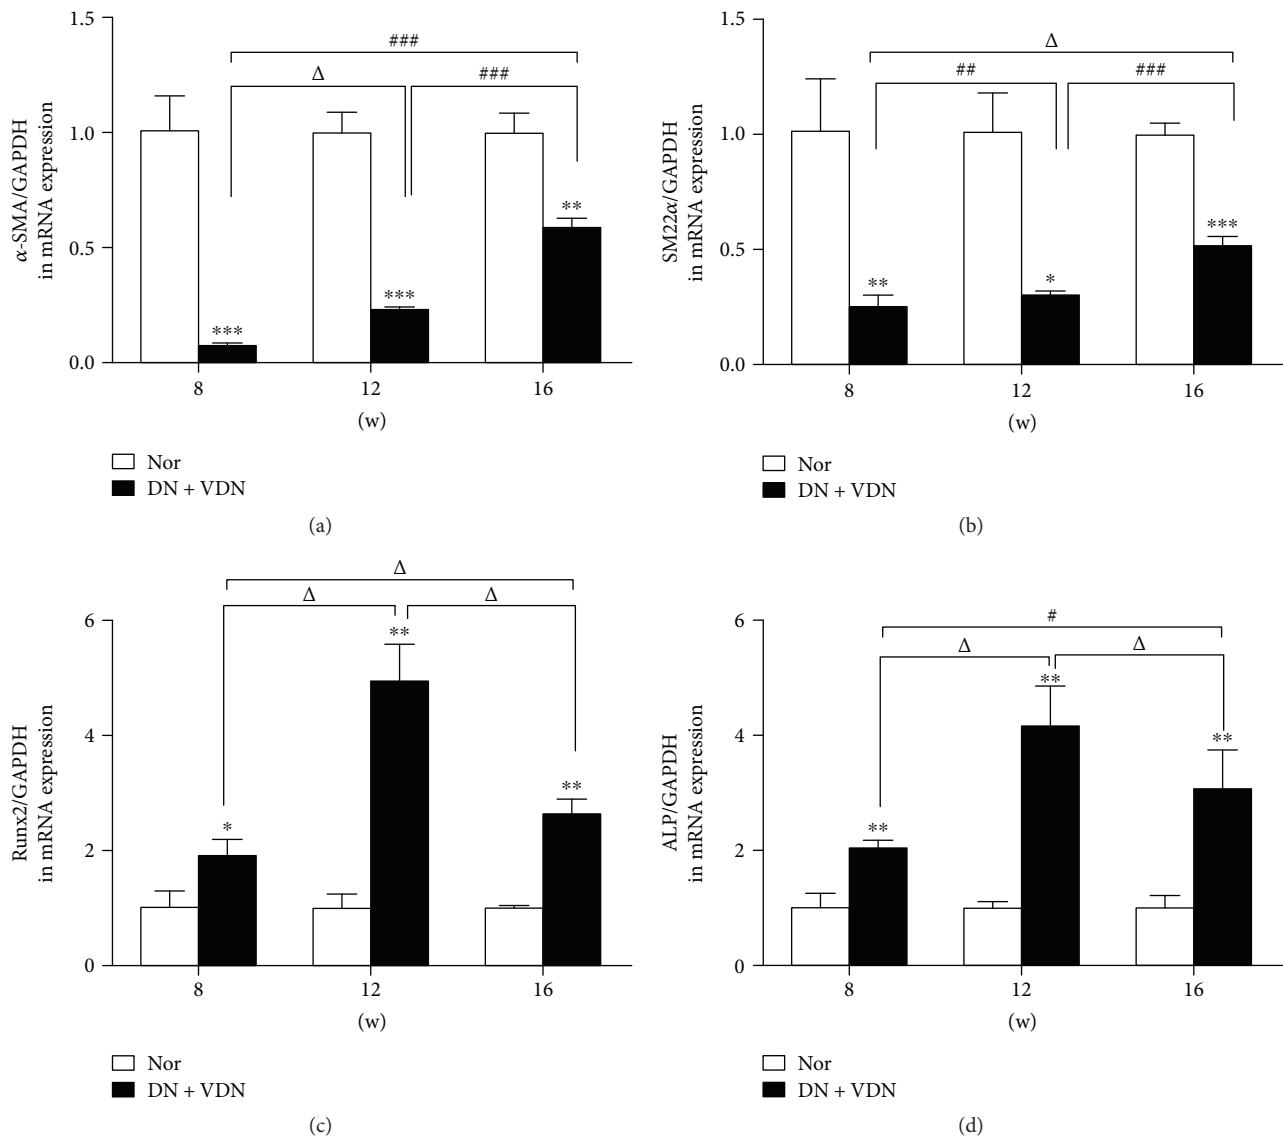 α-SMA/GAPDH
in mRNA expression
1.5
1.0
0.5
0.0
###
Δ
###
***
***
**
8
12
16
(w)
Nor
DN + VDN
(a)
SM22α/GAPDH
in mRNA expression
1.5
1.0
0.5
0.0
Δ
##
###
**
*
***
8
12
16
(w)
Nor
DN + VDN
(b)
Runx2/GAPDH
in mRNA expression
6
4
2
0
Δ
Δ
Δ
*
**
**
8
12
16
(w)
Nor
DN + VDN
(c)
ALP/GAPDH
in mRNA expression
6
4
2
0
#
Δ
Δ
**
**
**
8
12
16
(w)
Nor
DN + VDN
(d)